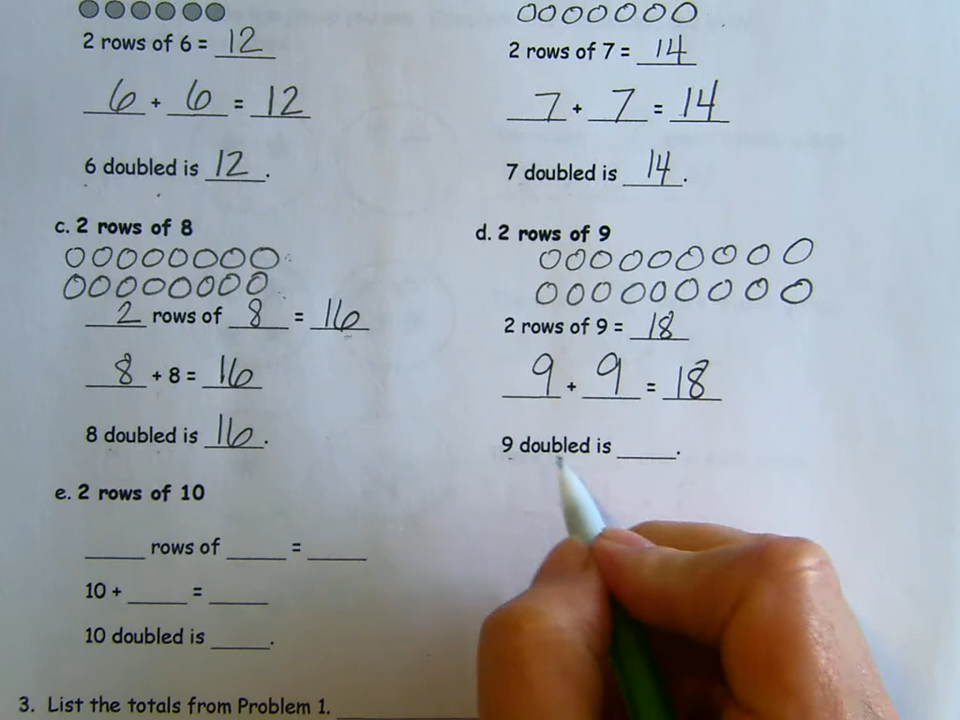 2 rows of 6 = 12
6 + 6 = 12
6 doubled is 12.
2 rows of 7 = 14
7 + 7 = 14
7 doubled is 14.
c. 2 rows of 8
2 rows of 8 = 16
8 + 8 = 16
8 doubled is 16.
d. 2 rows of 9
2 rows of 9 = 18
9 + 9 = 18
9 doubled is ____.
e. 2 rows of 10
____ rows of ____ = ____
10 + ____ = ____
10 doubled is ____.
3. List the totals from Problem 1. ____